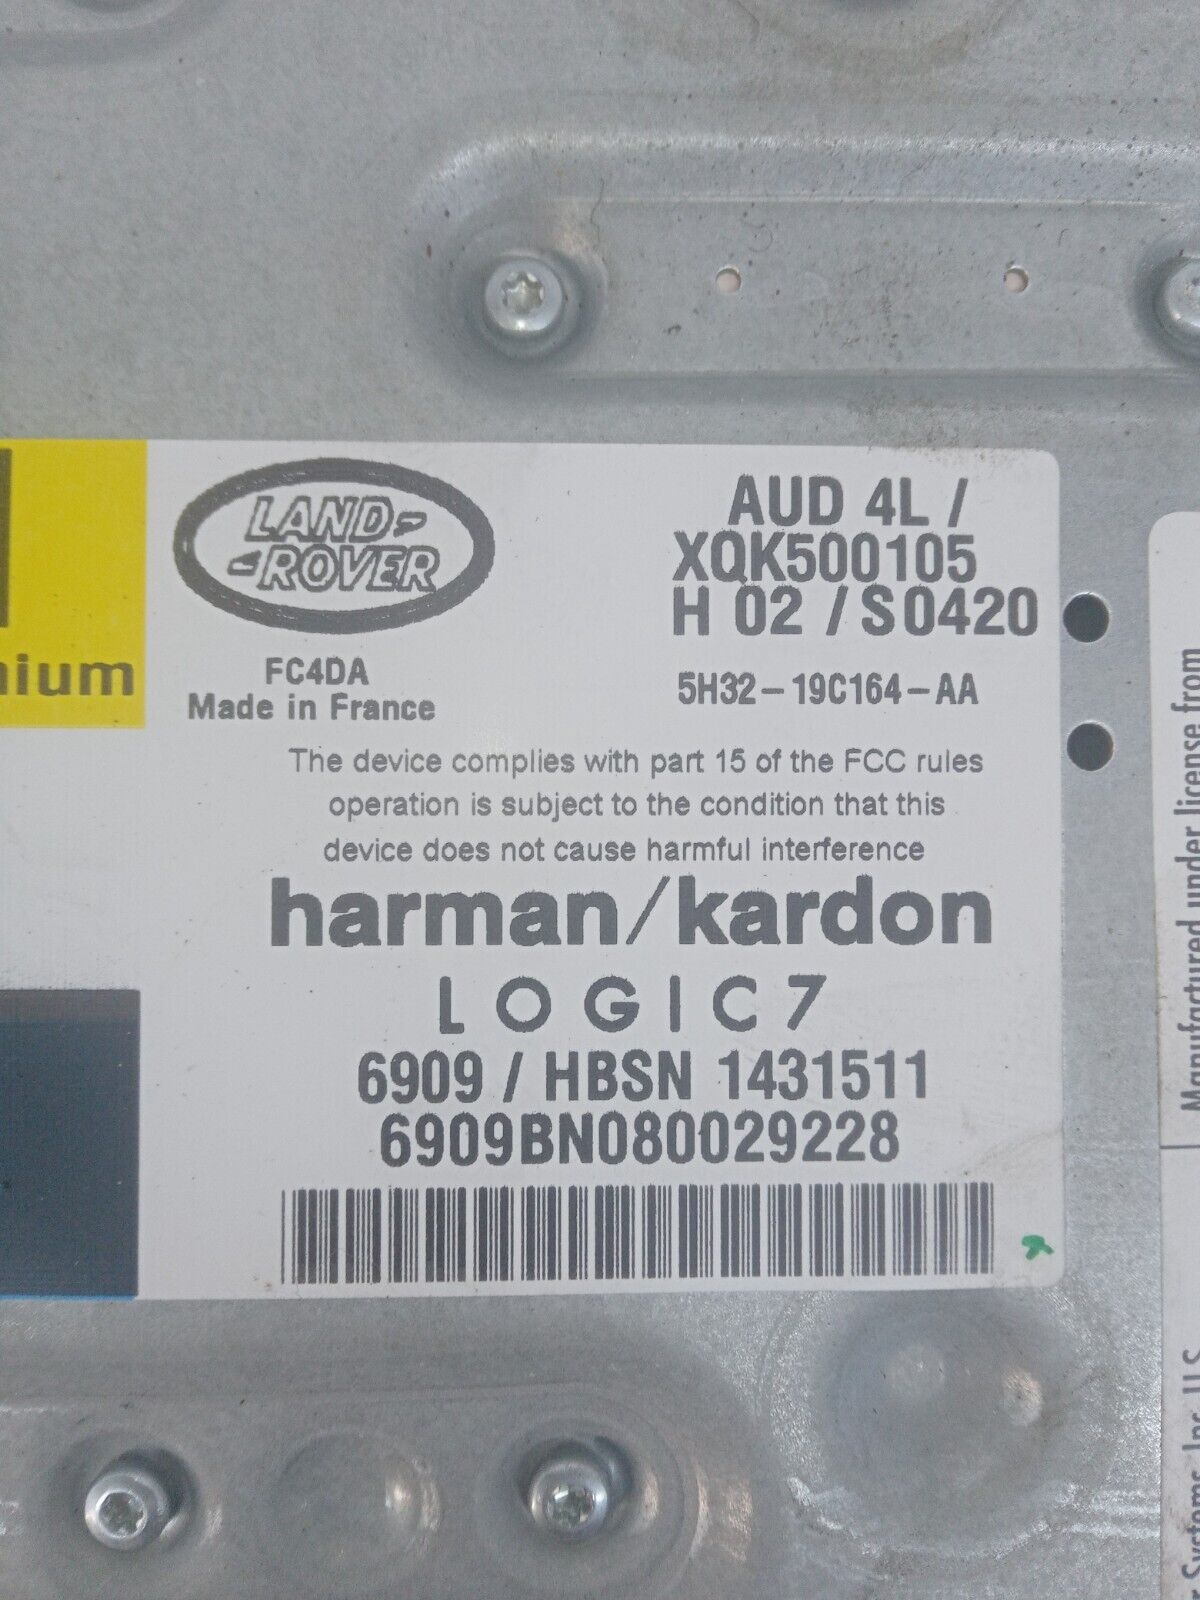 LAND-
-ROVER
FC4DA
Made in France
AUD 4L /
XQK500105
H 02 / S0420
5H32-19C164-AA
The device complies with part 15 of the FCC rules
operation is subject to the condition that this
device does not cause harmful interference
harman/kardon
LOGIC7
6909 / HBSN 1431511
6909BN080029228
Manufactured under license from
Systems, Inc. U.S.